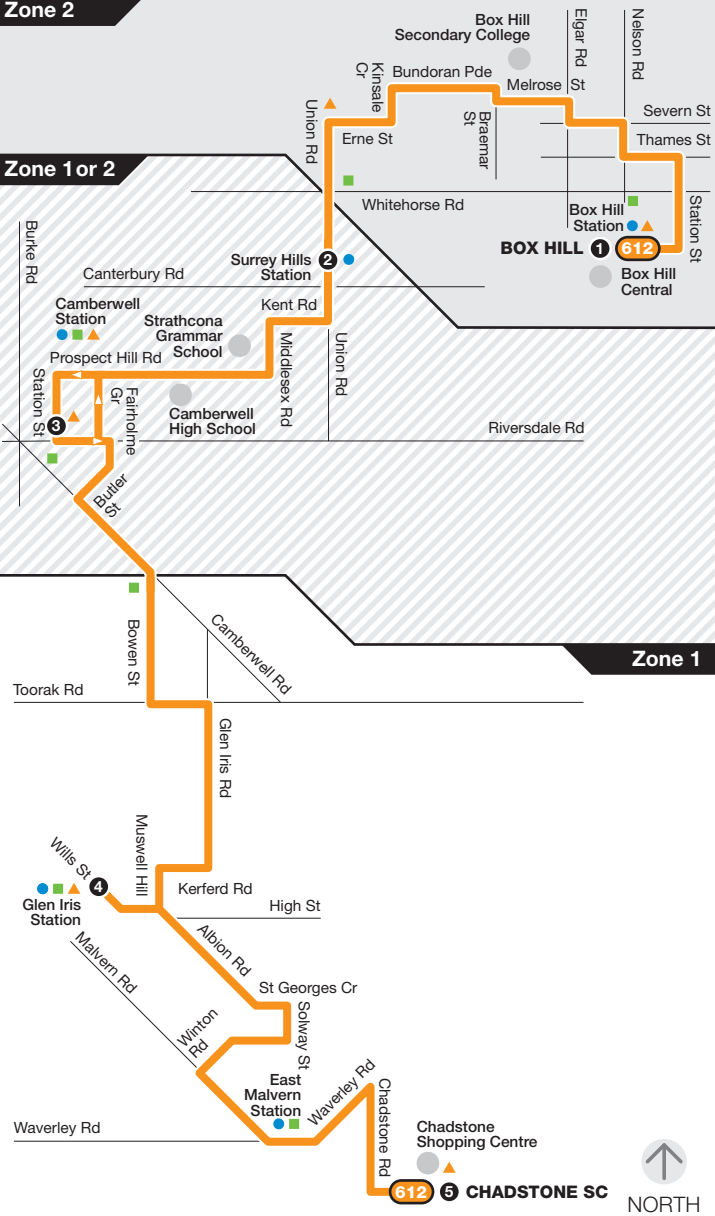 Zone 2
Box Hill
Secondary College
Elgar Rd
Nelson Rd
Kinsale
Cr
Bundoran Pde
Melrose St
Union Rd
Erne St
Braemar
St
Severn St
Thames St
Zone 1 or 2
Whitehorse Rd
Station St
Box Hill
Station
BOX HILL 1 612
Box Hill
Central
Burke Rd
Surrey Hills
Station
2
Canterbury Rd
Camberwell
Station
Kent Rd
Strathcona
Grammar
School
Prospect Hill Rd
Middlesex Rd
Union Rd
Station St
Fairholme
Gr
Camberwell
High School
3
Riversdale Rd
Butler
St
Bowen St
Camberwell Rd
Zone 1
Toorak Rd
Glen Iris Rd
Muswell Hill
Wills St
4
Kerferd Rd
Glen Iris
Station
High St
Malvern Rd
Albion Rd
St Georges Cr
Winton
Rd
Solway St
East
Malvern
Station
Waverley Rd
Chadstone Rd
Waverley Rd
Chadstone
Shopping Centre
612 5 CHADSTONE SC
NORTH